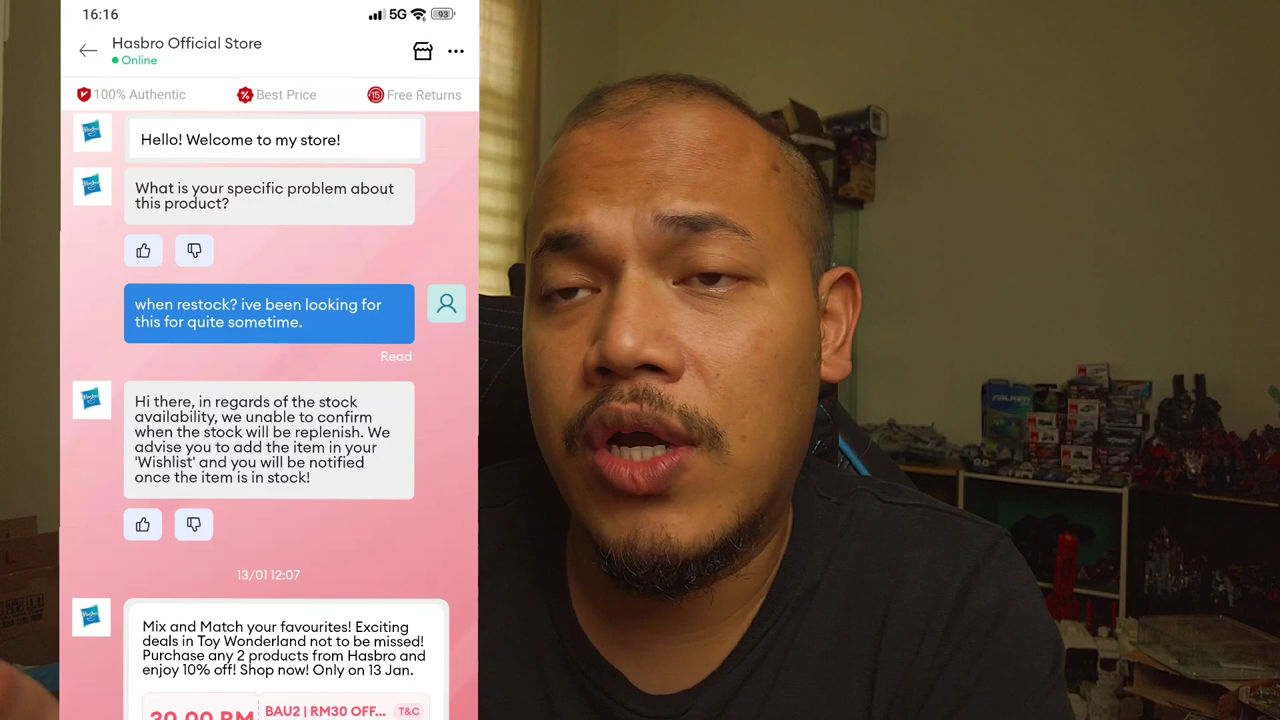 16:16
5G
93
Hasbro Official Store
Online
100% Authentic
Best Price
15
Free Returns
Hello! Welcome to my store!
What is your specific problem about
this product?
when restock? ive been looking for
this for quite sometime.
Read
Hi there, in regards of the stock
availability, we unable to confirm
when the stock will be replenish. We
advise you to add the item in your
'Wishlist' and you will be notified
once the item is in stock!
13/01 12:07
Mix and Match your favourites! Exciting
deals in Toy Wonderland not to be missed!
Purchase any 2 products from Hasbro and
enjoy 10% off! Shop now! Only on 13 Jan.
BAU2 | RM30 OFF...
T&C
30.00 RM